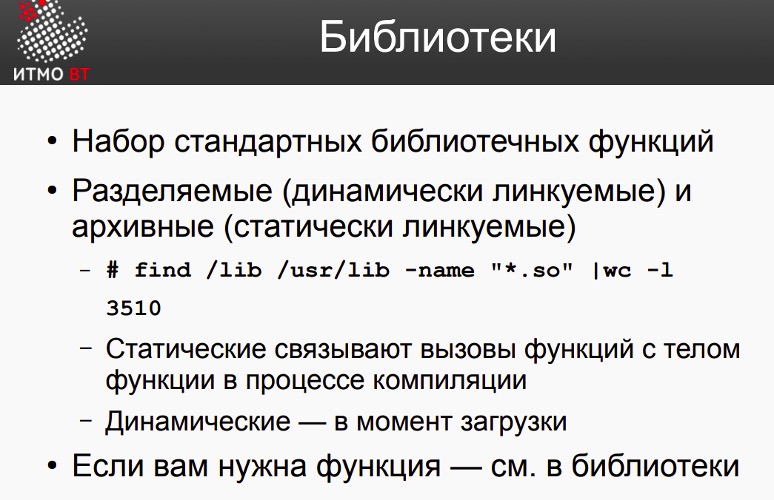 Библиотеки
ИТМО ВТ
• Набор стандартных библиотечных функций
• Разделяемые (динамически линкуемые) и
архивные (статически линкуемые)
– # find /lib /usr/lib -name "*.so" |wc -l
3510
– Статические связывают вызовы функций с телом
функции в процессе компиляции
– Динамические — в момент загрузки
• Если вам нужна функция — см. в библиотеки